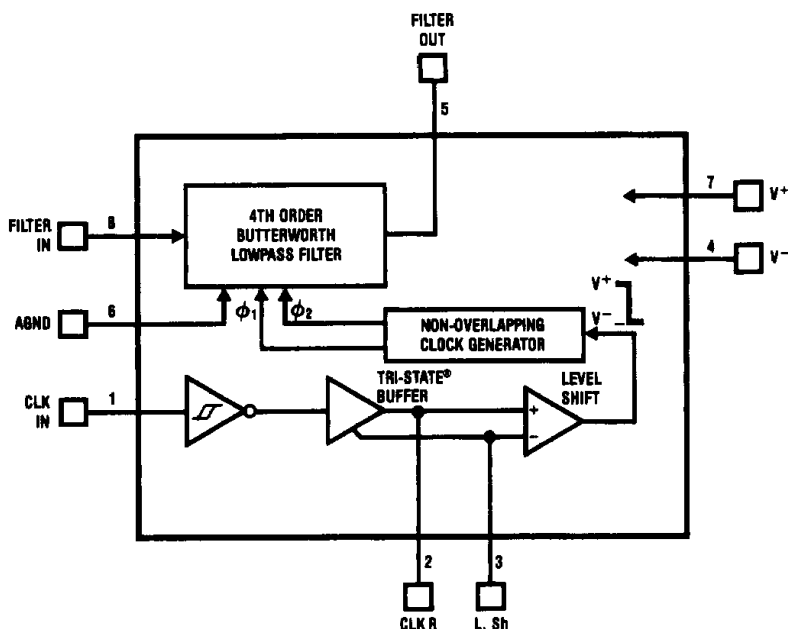 FILTER
OUT
5
4TH ORDER
BUTTERWORTH
LOWPASS FILTER
7
V+
FILTER
IN
8
4
V-
V+
V-
AGND
6
ϕ1
ϕ2
NON-OVERLAPPING
CLOCK GENERATOR
TRI-STATE®
BUFFER
LEVEL
SHIFT
CLK
IN
1
+
-
2
3
CLK R
L. Sh